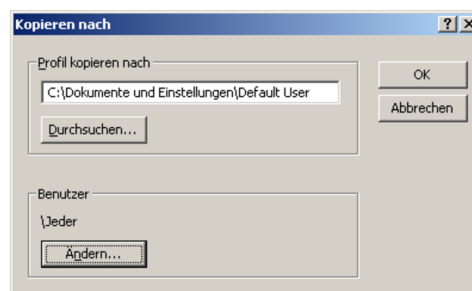 Kopieren nach
Profil kopieren nach
OK
C:\Dokumente und Einstellungen\Default User
Abbrechen
Durchsuchen...
Benutzer
\Jeder
Ändern...